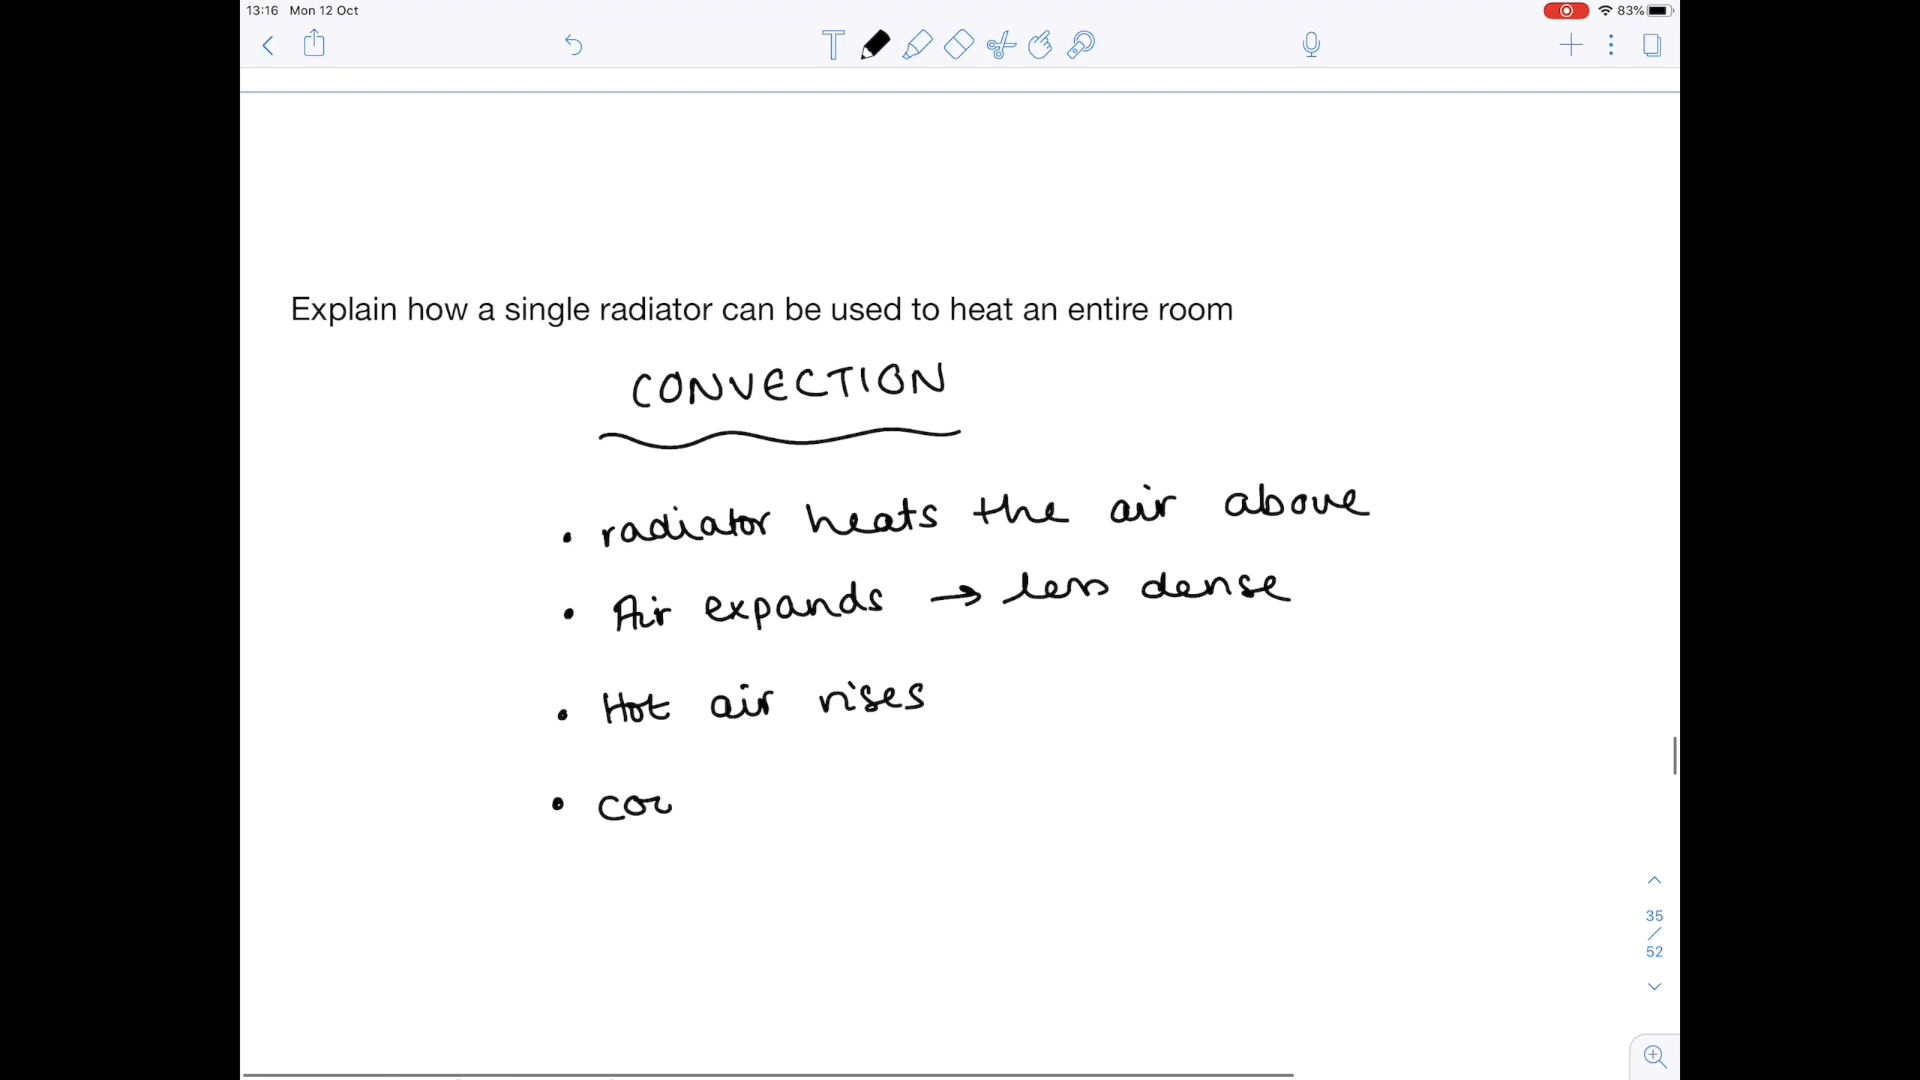 13:16 Mon 12 Oct
83%
T
Explain how a single radiator can be used to heat an entire room
CONVECTION
• radiator heats the air above
• Air expands → less dense
• Hot air rises
• coo
35
/
52